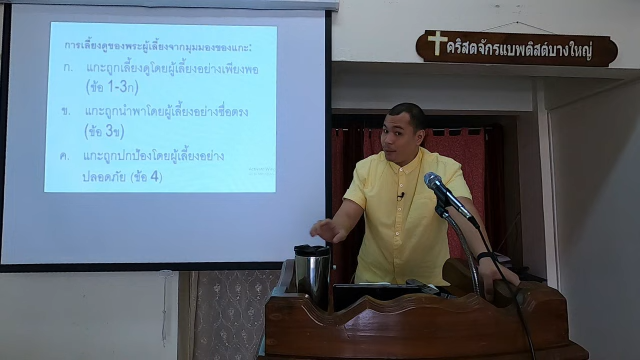 การเลี้ยงดูของพระผู้เลี้ยงจากมุมมองของแกะ:
ก. แกะถูกเลี้ยงดูโดยผู้เลี้ยงอย่างเพียงพอ
(ข้อ 1-3ก)
ข. แกะถูกนำพาโดยผู้เลี้ยงอย่างซื่อตรง
(ข้อ 3ข)
ค. แกะถูกปกป้องโดยผู้เลี้ยงอย่าง
ปลอดภัย (ข้อ 4)
คริสตจักรแบพติสต์บางใหญ่